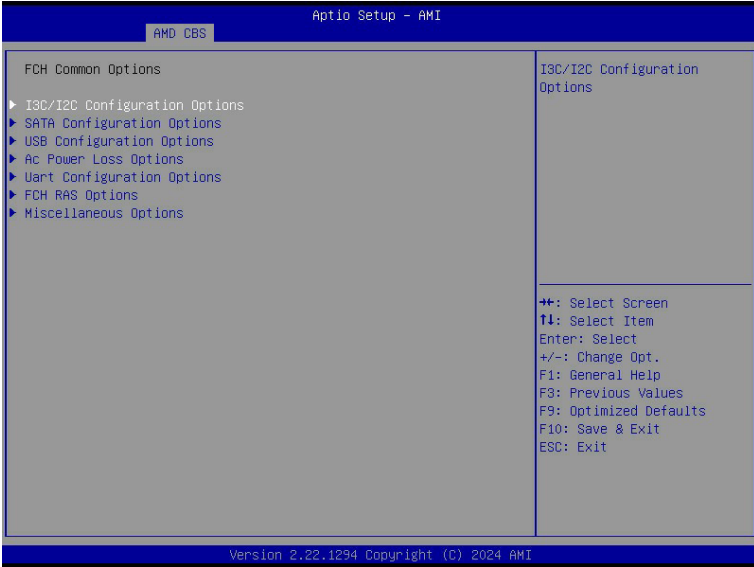 Aptio Setup – AMI
AMD CBS
FCH Common Options
I3C/I2C Configuration Options
SATA Configuration Options
USB Configuration Options
Ac Power Loss Options
Uart Configuration Options
FCH RAS Options
Miscellaneous Options
I3C/I2C Configuration
Options
→←: Select Screen
↑↓: Select Item
Enter: Select
+/-: Change Opt.
F1: General Help
F3: Previous Values
F9: Optimized Defaults
F10: Save & Exit
ESC: Exit
Version 2.22.1294 Copyright (C) 2024 AMI